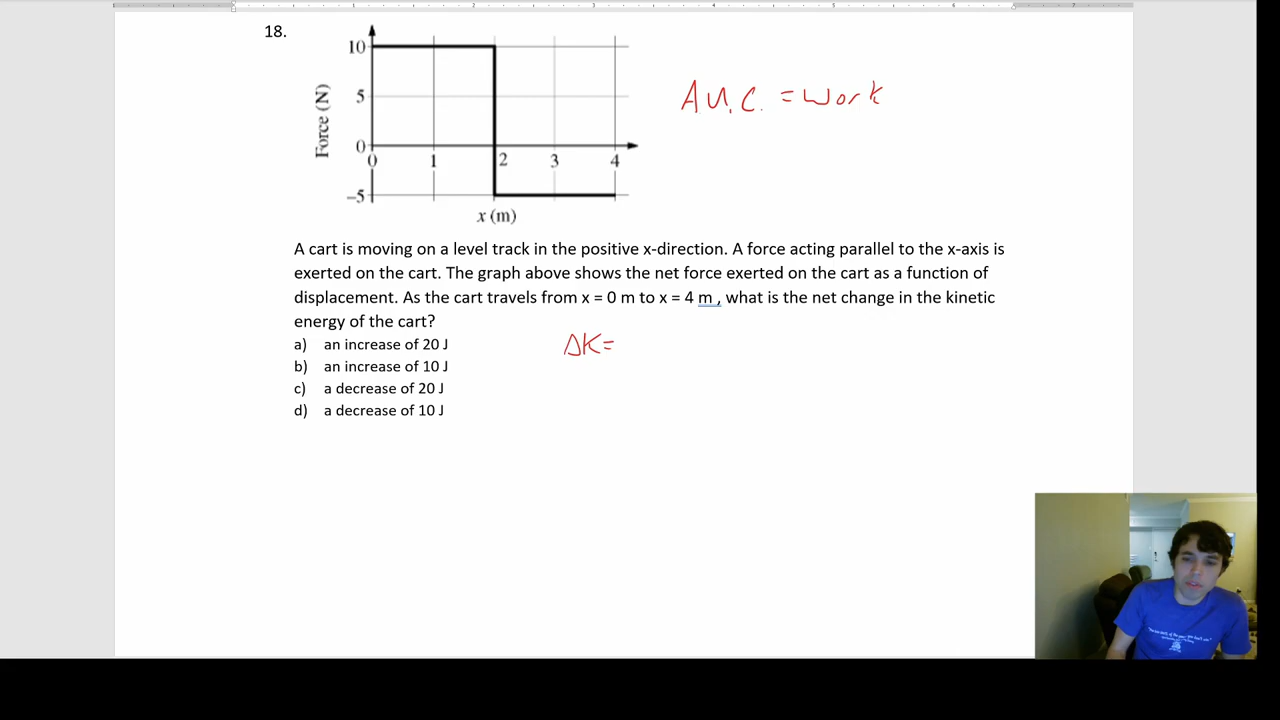 18.
10
5
0
-5
Force (N)
0 1 2 3 4
x (m)
A.U.C. = Work
A cart is moving on a level track in the positive x-direction. A force acting parallel to the x-axis is
exerted on the cart. The graph above shows the net force exerted on the cart as a function of
displacement. As the cart travels from x = 0 m to x = 4 m , what is the net change in the kinetic
energy of the cart?
ΔK=
a) an increase of 20 J
b) an increase of 10 J
c) a decrease of 20 J
d) a decrease of 10 J